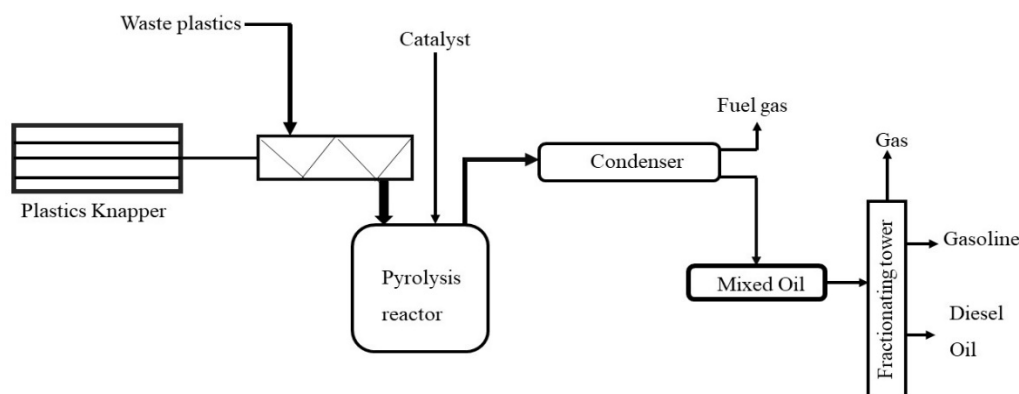 Waste plastics
Catalyst
Fuel gas
Gas
Condenser
Plastics Knapper
Gasoline
Pyrolysis
reactor
Mixed Oil
Fractionating tower
Diesel
Oil